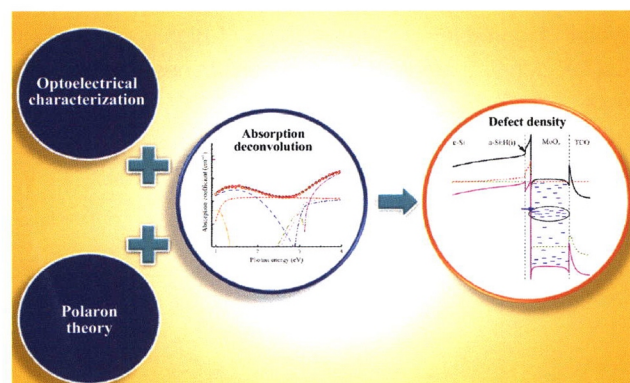 Optoelectrical
characterization
Polaron
theory
Absorption
deconvolution
Absorption coefficient (cm⁻¹)
Photon energy (eV)
Defect density
c-Si
a-Si:H(i)
MoOₓ
TCO